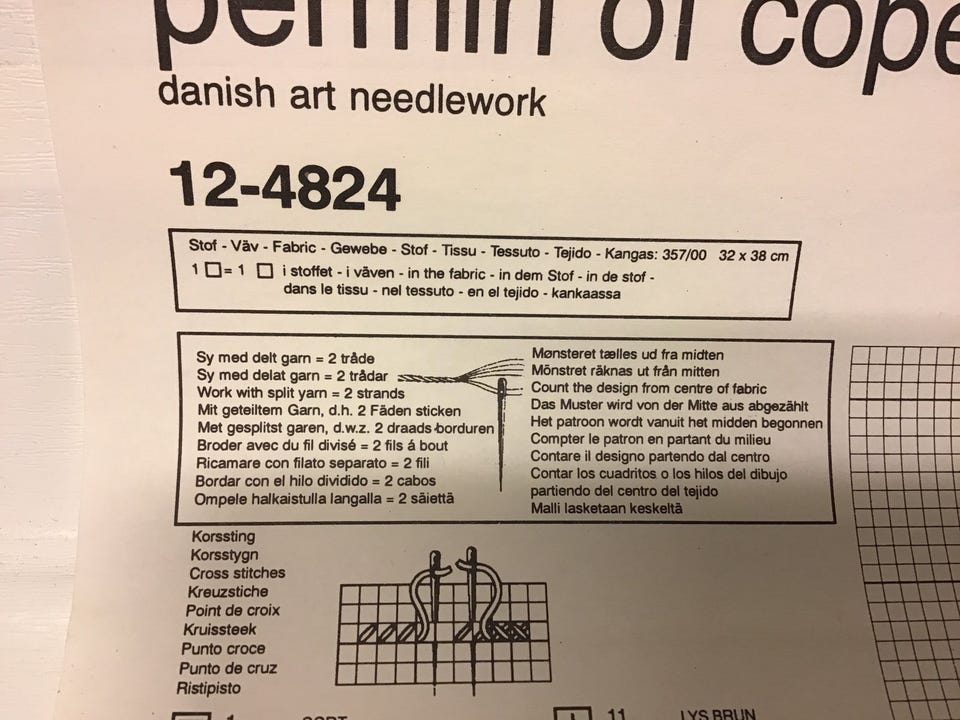 permin of cope
danish art needlework
12-4824
Stof - Väv - Fabric - Gewebe - Stof - Tissu - Tessuto - Tejido - Kangas: 357/00 32 x 38 cm
1 □ = 1 □ i stoffet - i väven - in the fabric - in dem Stof - in de stof -
dans le tissu - nel tessuto - en el tejido - kankaassa
Sy med delt garn = 2 tråde
Sy med delat garn = 2 trådar
Work with split yarn = 2 strands
Mit geteiltem Garn, d.h. 2 Fäden sticken
Met gesplitst garen, d.w.z. 2 draads borduren
Broder avec du fil divisé = 2 fils á bout
Ricamare con filato separato = 2 fili
Bordar con el hilo dividido = 2 cabos
Ompele halkaistulla langalla = 2 säiettä
Mønsteret tælles ud fra midten
Mönstret räknas ut från mitten
Count the design from centre of fabric
Das Muster wird von der Mitte aus abgezählt
Het patroon wordt vanuit het midden begonnen
Compter le patron en partant du milieu
Contare il designo partendo dal centro
Contar los cuadritos o los hilos del dibujo
partiendo del centro del tejido
Malli lasketaan keskeltä
Korssting
Korsstygn
Cross stitches
Kreuzstiche
Point de croix
Kruissteek
Punto croce
Punto de cruz
Ristipisto
1 SORT
11 LYS BRUN